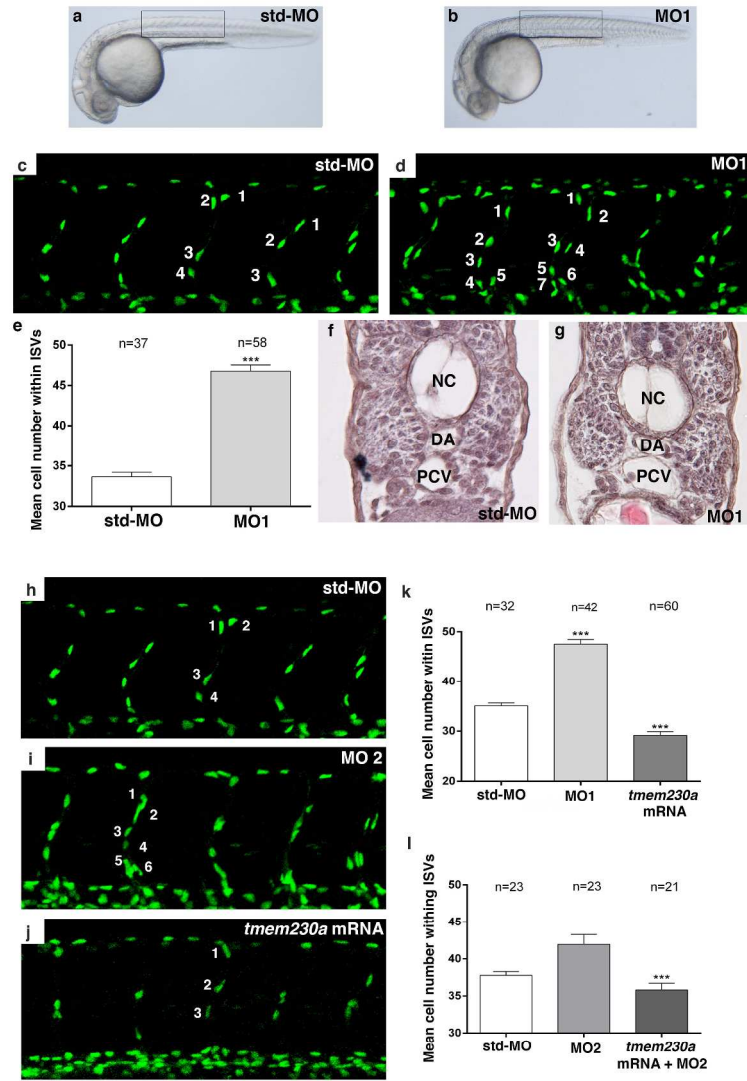 a
std-MO
b
MO1
c
std-MO
1
2
3
4
1
2
3
d
MO1
1
2
3
4
5
1
2
3
4
5
6
7
e
Mean cell number within ISVs
50
45
40
35
30
n=37
n=58
***
std-MO
MO1
f
NC
DA
PCV
std-MO
g
NC
DA
PCV
MO1
h
std-MO
1
2
3
4
i
MO 2
1
2
3
4
5
6
j
tmem230a mRNA
1
2
3
k
Mean cell number witin ISVs
50
40
30
20
n=32
n=42
n=60
***
***
std-MO
MO1
tmem230a
mRNA
l
Mean cell number withing ISVs
50
45
40
35
30
n=23
n=23
n=21
***
std-MO
MO2
tmem230a
mRNA + MO2